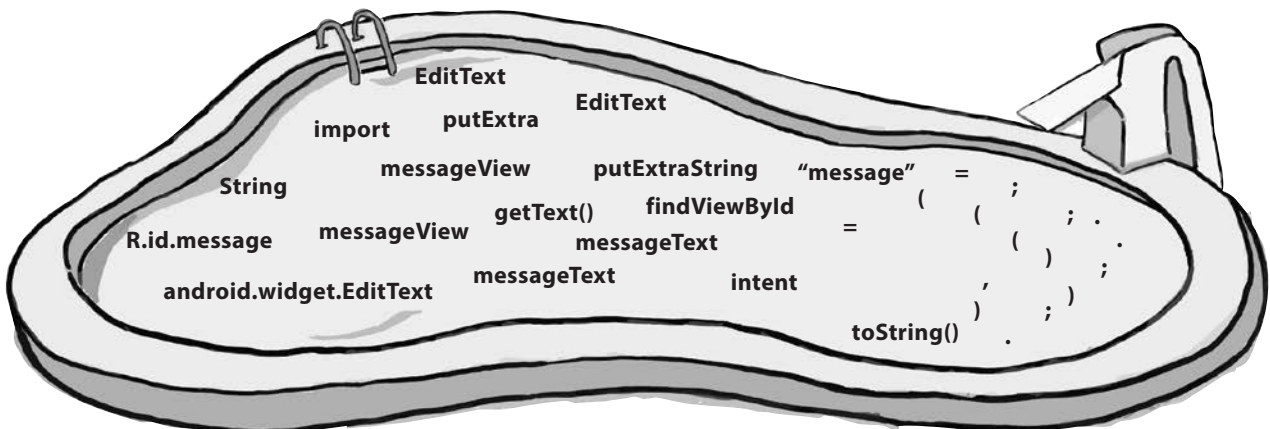 EditText
EditText
import putExtra
messageView putExtraString “message” = ;
String
getText() findViewById ( ( ; .
R.id.message messageView messageText = ( .
) ;
android.widget.EditText messageText intent , )
) ;
toString() .